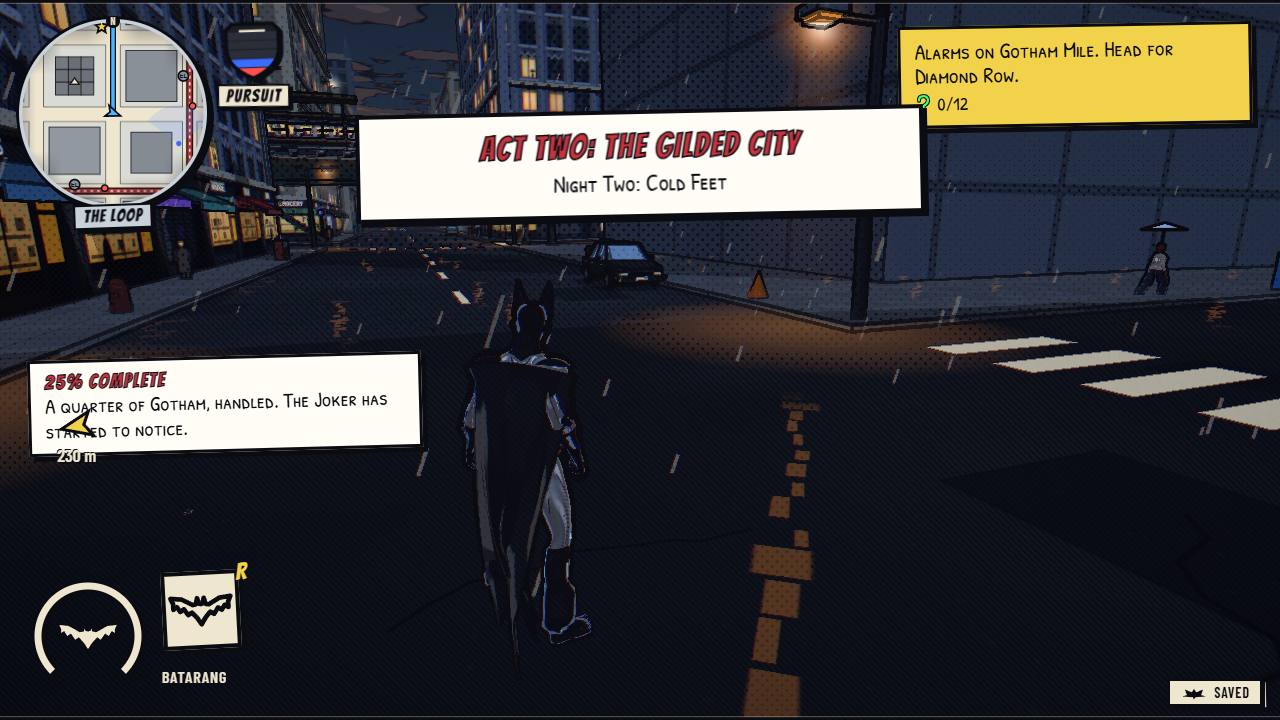 N
PURSUIT
THE LOOP
Alarms on Gotham Mile. Head for
Diamond Row.
? 0/12
ACT TWO: THE GILDED CITY
Night Two: Cold Feet
25% COMPLETE
A quarter of Gotham, handled. The Joker has
started to notice.
230 m
R
BATARANG
SAVED